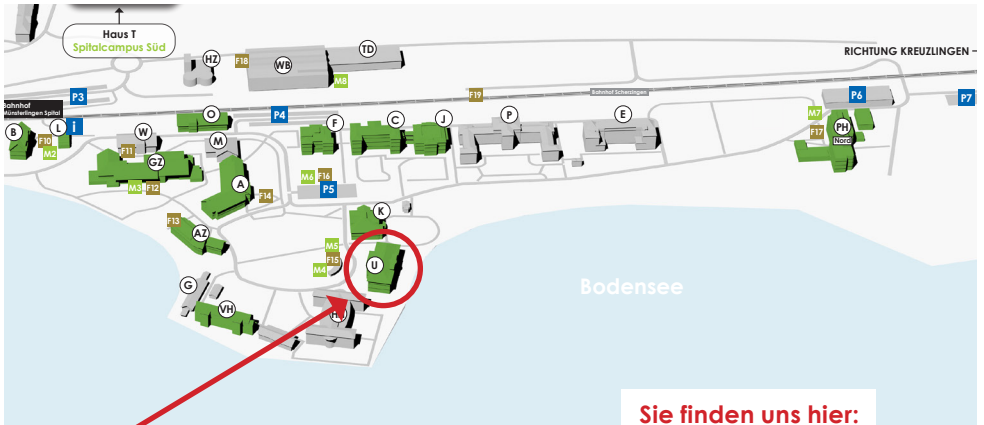 Haus T
Spitalcampus Süd
HZ
F18
WB
TD
M8
RICHTUNG KREUZLINGEN –
P3
Bahnhof
Münsterlingen Spital
F19
Bahnhof Scherzingen
P6
P7
B
L
i
F10
M2
W
O
P4
F
C
J
P
E
M7
F17
PH
Nord
F11
GZ
M
M3
F12
A
F14
M6
F16
P5
F13
AZ
K
M5
F15
M4
U
G
VH
Bodensee
Sie finden uns hier: